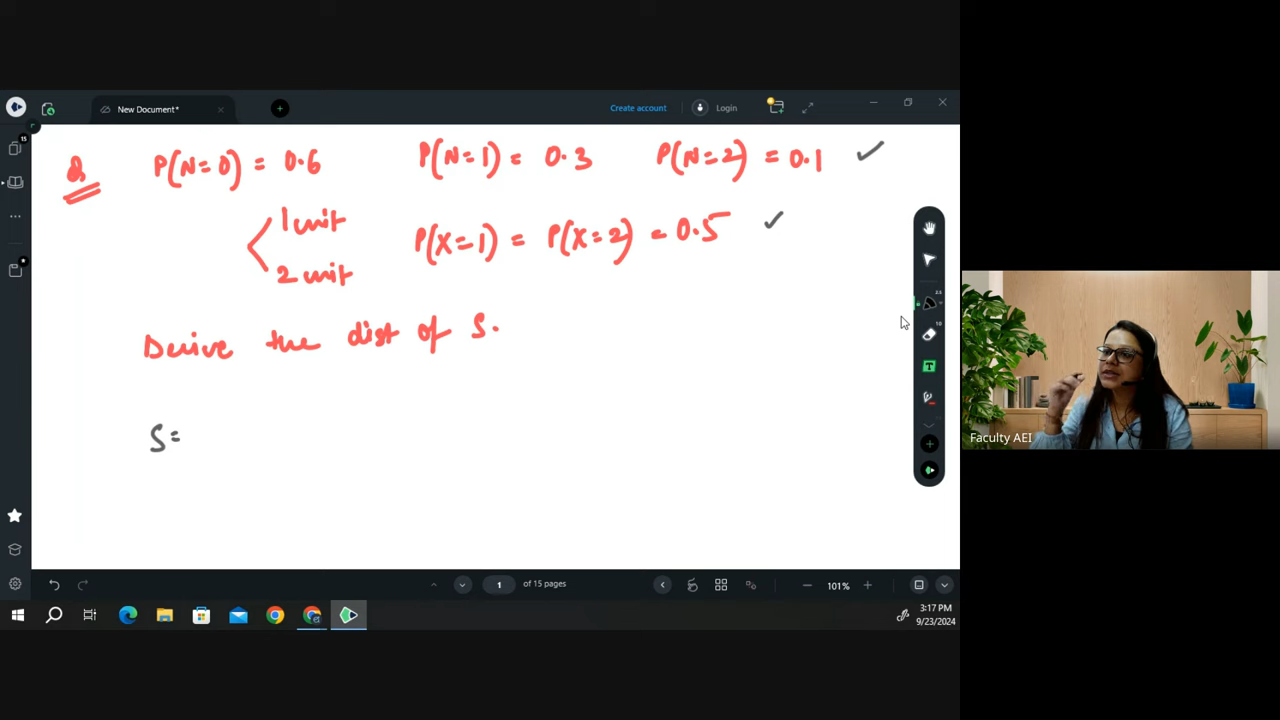 New Document*
Create account
Login
15
Q P(N=0) = 0.6 P(N=1) = 0.3 P(N=2) = 0.1 ✓
1 unit
P(X=1) = P(X=2) = 0.5 ✓
2 unit
Derive the dist of S.
S=
Faculty AEI
1 of 15 pages
101%
3:17 PM
9/23/2024